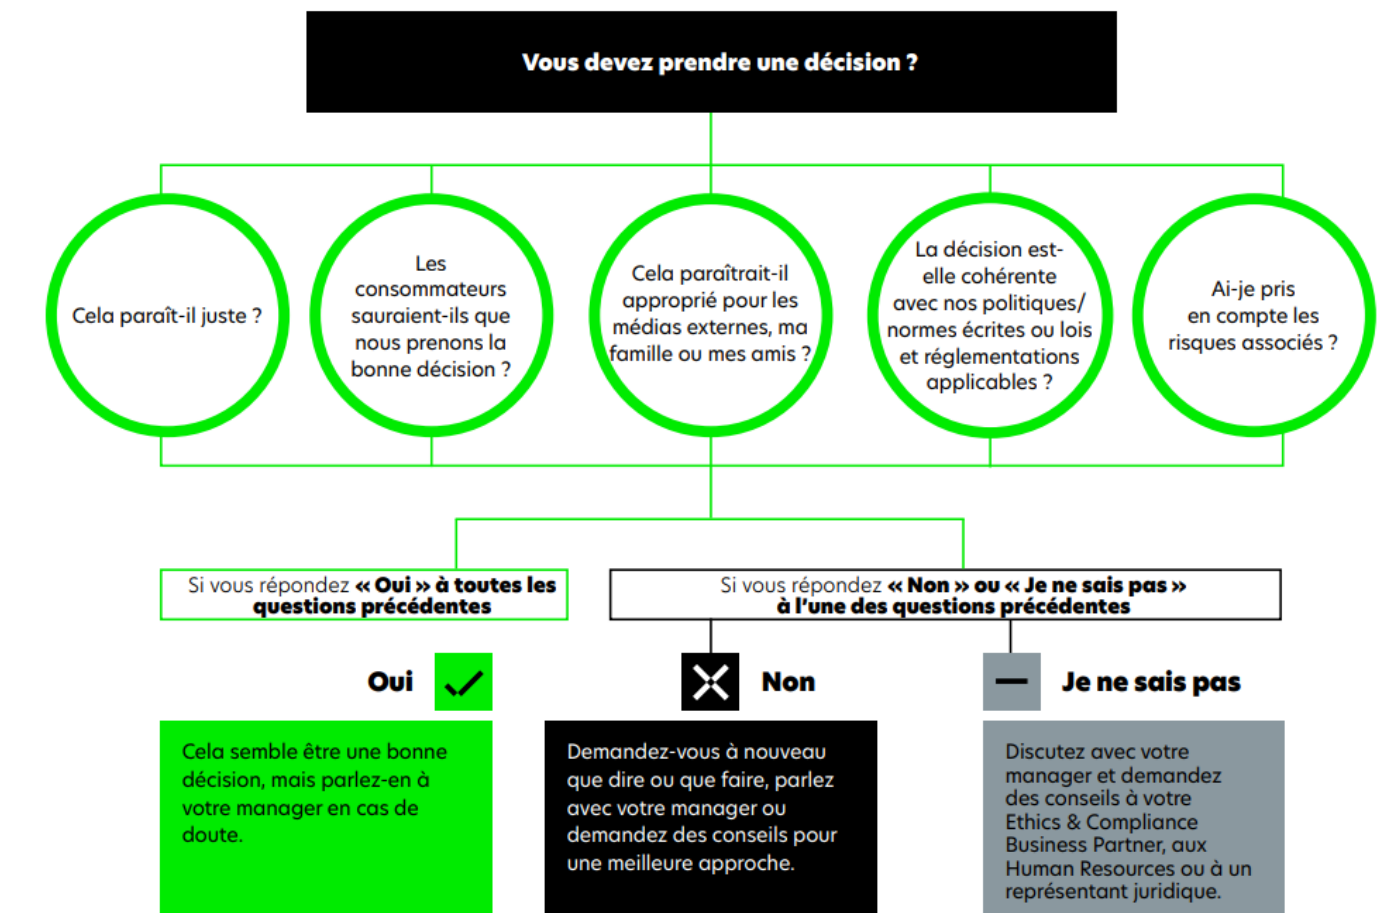 Vous devez prendre une décision ?
Cela paraît-il juste ?
Les
consommateurs
sauraient-ils que
nous prenons la
bonne décision ?
Cela paraîtrait-il
approprié pour les
médias externes, ma
famille ou mes amis ?
La décision est-
elle cohérente
avec nos politiques/
normes écrites ou lois
et réglementations
applicables ?
Ai-je pris
en compte les
risques associés ?
Si vous répondez « Oui » à toutes les
questions précédentes
Si vous répondez « Non » ou « Je ne sais pas »
à l'une des questions précédentes
Oui
Non
Je ne sais pas
Cela semble être une bonne
décision, mais parlez-en à
votre manager en cas de
doute.
Demandez-vous à nouveau
que dire ou que faire, parlez
avec votre manager ou
demandez des conseils pour
une meilleure approche.
Discutez avec votre
manager et demandez
des conseils à votre
Ethics & Compliance
Business Partner, aux
Human Resources ou à un
représentant juridique.